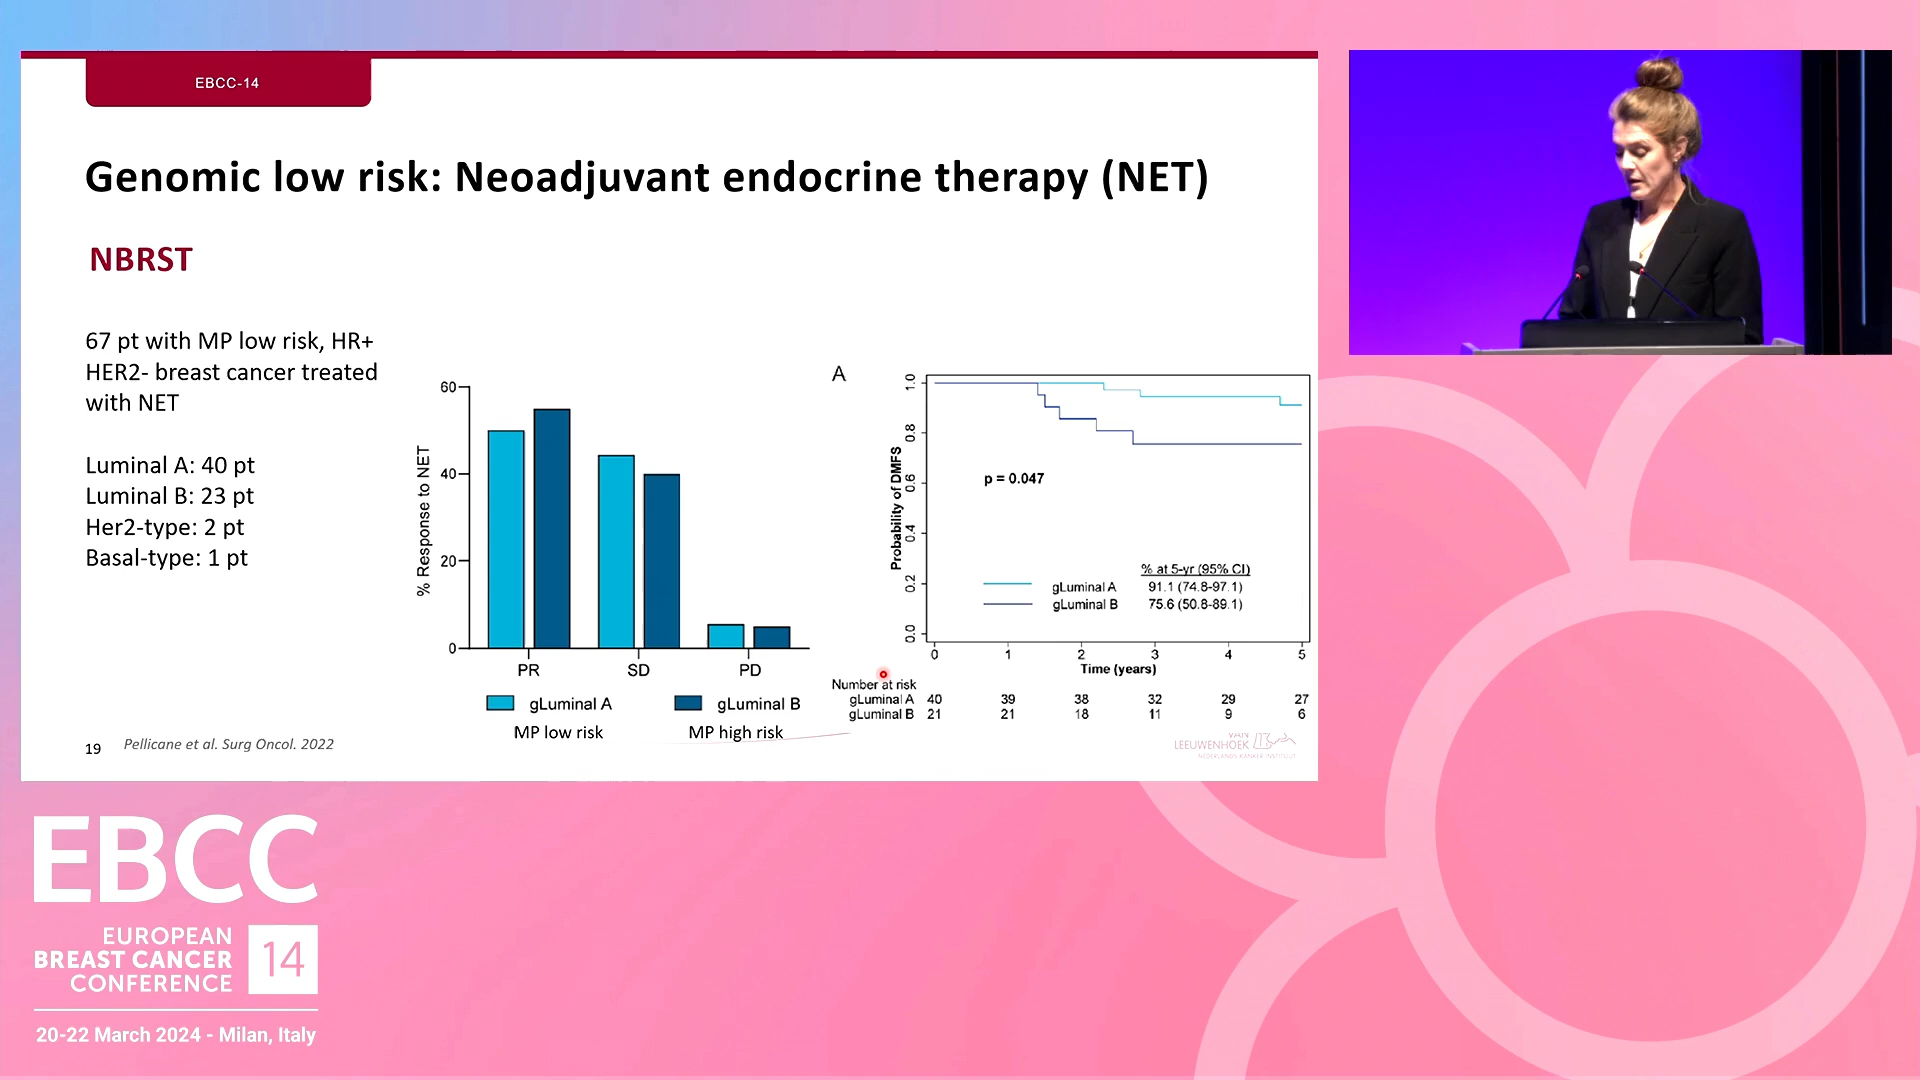 EBCC-14
Genomic low risk: Neoadjuvant endocrine therapy (NET)
NBRST
67 pt with MP low risk, HR+
HER2- breast cancer treated
with NET
Luminal A: 40 pt
Luminal B: 23 pt
Her2-type: 2 pt
Basal-type: 1 pt
% Response to NET
60
40
20
0
PR SD PD
gLuminal A gLuminal B
MP low risk MP high risk
A
Probability of DMFS
1.0
0.8
0.6
0.4
0.2
0.0
p = 0.047
% at 5-yr (95% CI)
gLuminal A 91.1 (74.8-97.1)
gLuminal B 75.6 (50.8-89.1)
0 1 2 3 4 5
Time (years)
Number at risk
gLuminal A 40 39 38 32 29 27
gLuminal B 21 21 18 11 9 6
19 Pellicane et al. Surg Oncol. 2022
VAN
LEEUWENHOEK
NEDERLANDS KANKER INSTITUUT
EBCC
EUROPEAN
BREAST CANCER
CONFERENCE
14
20-22 March 2024 - Milan, Italy